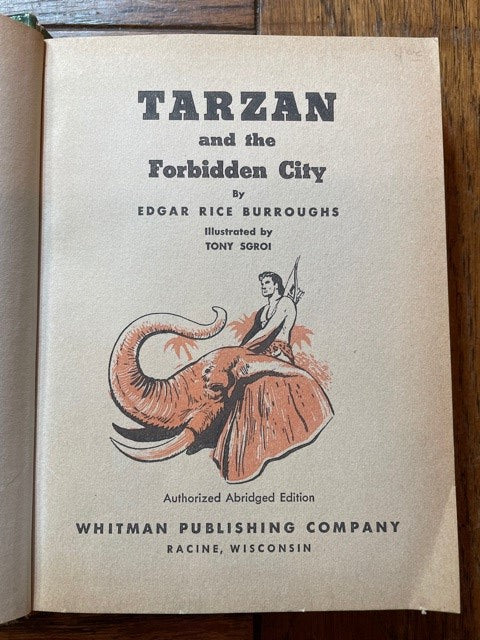 TARZAN
and the
Forbidden City
By
EDGAR RICE BURROUGHS
Illustrated by
TONY SGROI
Authorized Abridged Edition
WHITMAN PUBLISHING COMPANY
RACINE, WISCONSIN